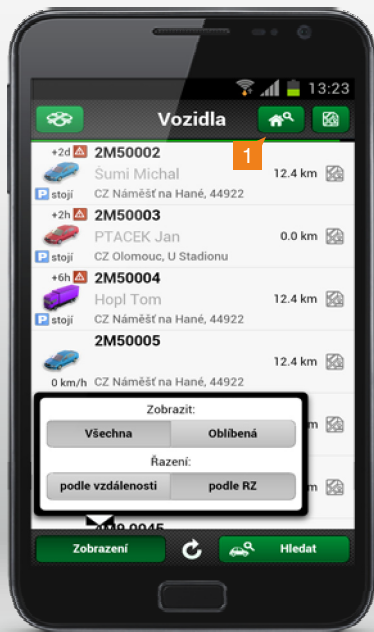 13:23
Vozidla
1
+2d 2M50002
Sumi Michal 12.4 km
P stojí CZ Náměšť na Hané, 44922
+2h 2M50003
PTACEK Jan 0.0 km
P stojí CZ Olomouc, U Stadionu
+6h 2M50004
Hopl Tom 12.4 km
P stojí CZ Náměšť na Hané, 44922
2M50005
12.4 km
0 km/h CZ Náměšť na Hané, 44922
Zobrazit:
Všechna Oblíbená
m
Řazení:
podle vzdálenosti podle RZ
m
Zobrazení Hledat